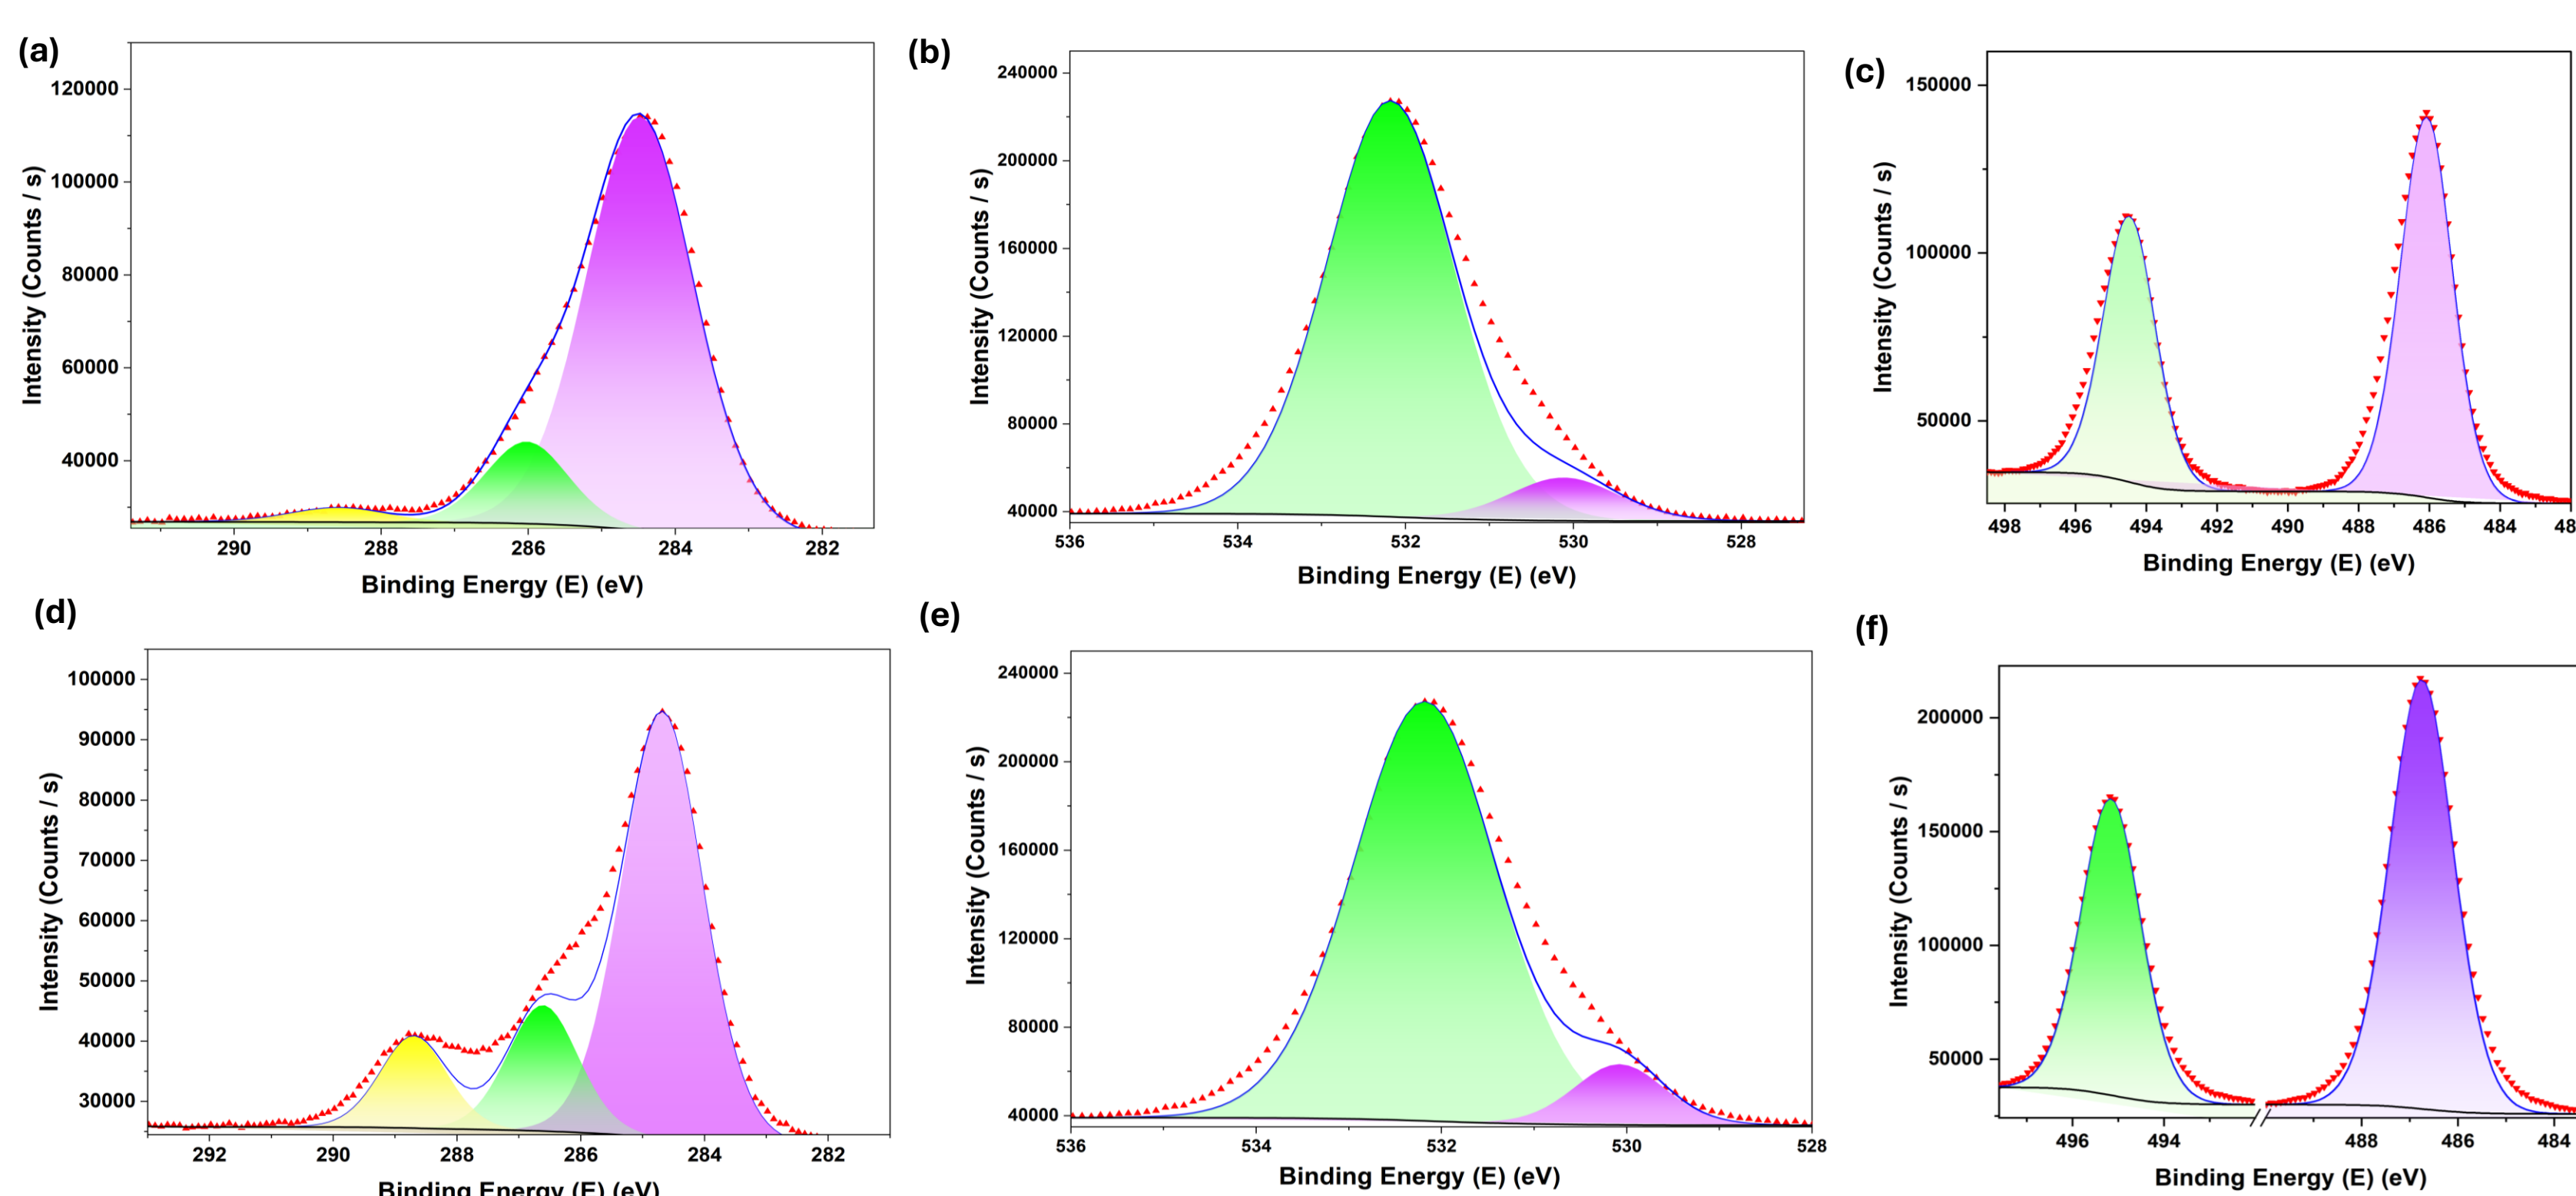 (a)
120000
100000
80000
60000
40000
Intensity (Counts / s)
290 288 286 284 282
Binding Energy (E) (eV)
(b)
240000
200000
160000
120000
80000
40000
Intensity (Counts / s)
536 534 532 530 528
Binding Energy (E) (eV)
(c)
150000
100000
50000
Intensity (Counts / s)
498 496 494 492 490 488 486 484 48
Binding Energy (E) (eV)
(d)
100000
90000
80000
70000
60000
50000
40000
30000
Intensity (Counts / s)
292 290 288 286 284 282
Binding Energy (E) (eV)
(e)
240000
200000
160000
120000
80000
40000
Intensity (Counts / s)
536 534 532 530 528
Binding Energy (E) (eV)
(f)
200000
150000
100000
50000
Intensity (Counts / s)
496 494 488 486 484
Binding Energy (E) (eV)